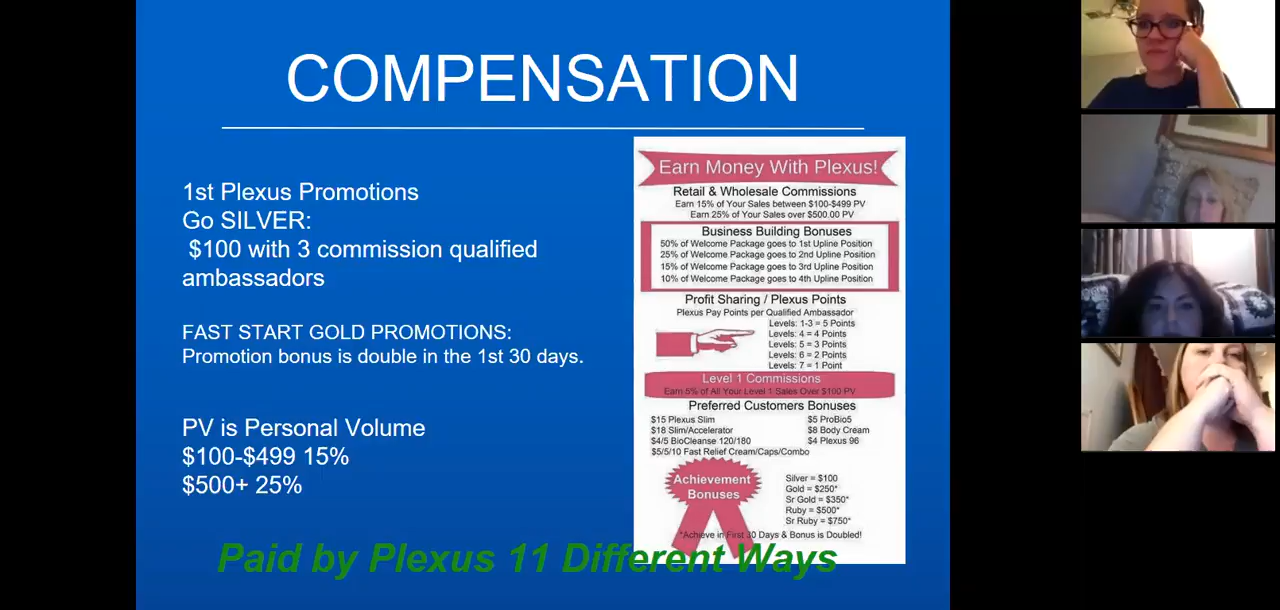 COMPENSATION
1st Plexus Promotions
Go SILVER:
$100 with 3 commission qualified
ambassadors
FAST START GOLD PROMOTIONS:
Promotion bonus is double in the 1st 30 days.
PV is Personal Volume
$100-$499 15%
$500+ 25%
Earn Money With Plexus!
Retail & Wholesale Commissions
Earn 15% of Your Sales between $100-$499 PV
Earn 25% of Your Sales over $500.00 PV
Business Building Bonuses
50% of Welcome Package goes to 1st Upline Position
25% of Welcome Package goes to 2nd Upline Position
15% of Welcome Package goes to 3rd Upline Position
10% of Welcome Package goes to 4th Upline Position
Profit Sharing / Plexus Points
Plexus Pay Points per Qualified Ambassador
Levels: 1-3 = 5 Points
Levels: 4 = 4 Points
Levels: 5 = 3 Points
Levels: 6 = 2 Points
Levels: 7 = 1 Point
Level 1 Commissions
Earn 5% of All Your Level 1 Sales Over $100 PV
Preferred Customers Bonuses
$15 Plexus Slim
$18 Slim/Accelerator
$4/5 BioCleanse 120/180
$5/5/10 Fast Relief Cream/Caps/Combo
$5 ProBio5
$8 Body Cream
$4 Plexus 96
Achievement
Bonuses
Silver = $100
Gold = $250*
Sr Gold = $350*
Ruby = $500*
Sr Ruby = $750*
*Achieve in First 30 Days & Bonus is Doubled!
Paid by Plexus 11 Different Ways